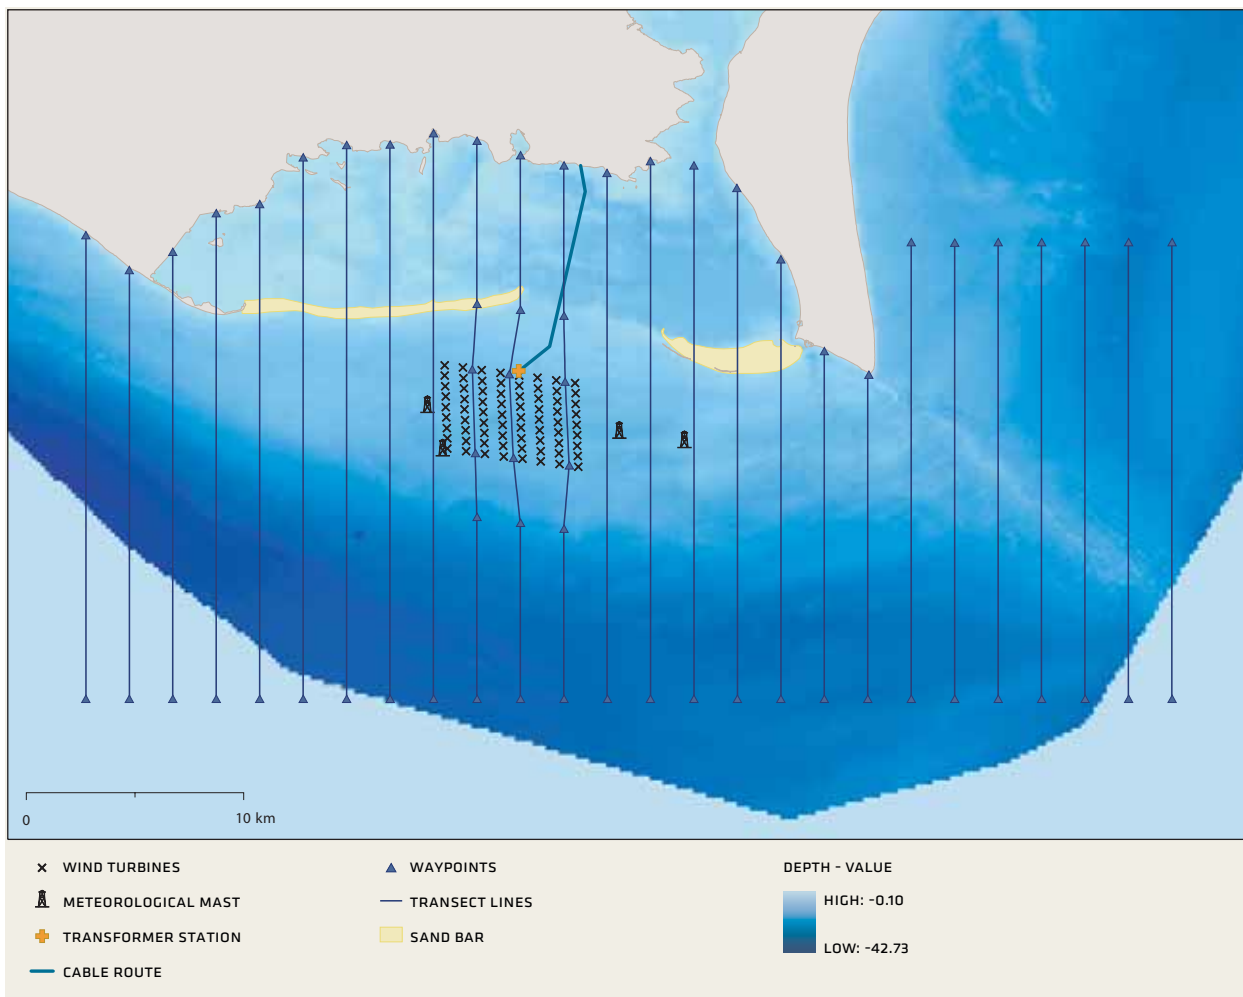 0 10 km
WIND TURBINES
METEOROLOGICAL MAST
TRANSFORMER STATION
CABLE ROUTE
WAYPOINTS
TRANSECT LINES
SAND BAR
DEPTH - VALUE
HIGH: -0.10
LOW: -42.73